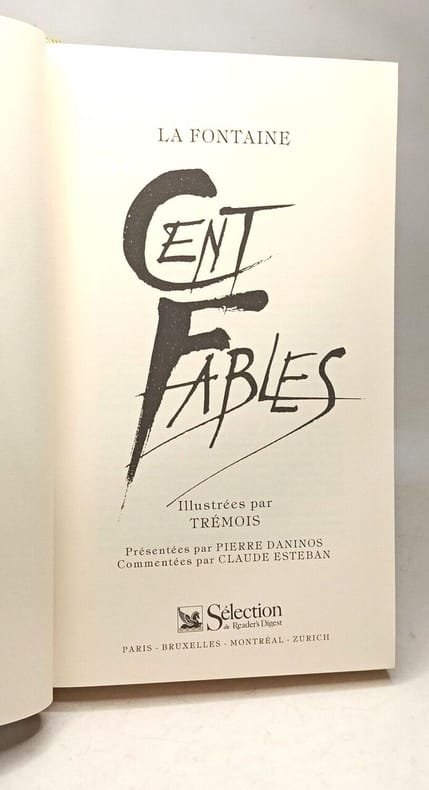 LA FONTAINE
CENT
FABLES
Illustrées par
TRÉMOIS
Présentées par PIERRE DANINOS
Commentées par CLAUDE ESTEBAN
Sélection
du Reader's Digest
PARIS - BRUXELLES - MONTRÉAL - ZURICH